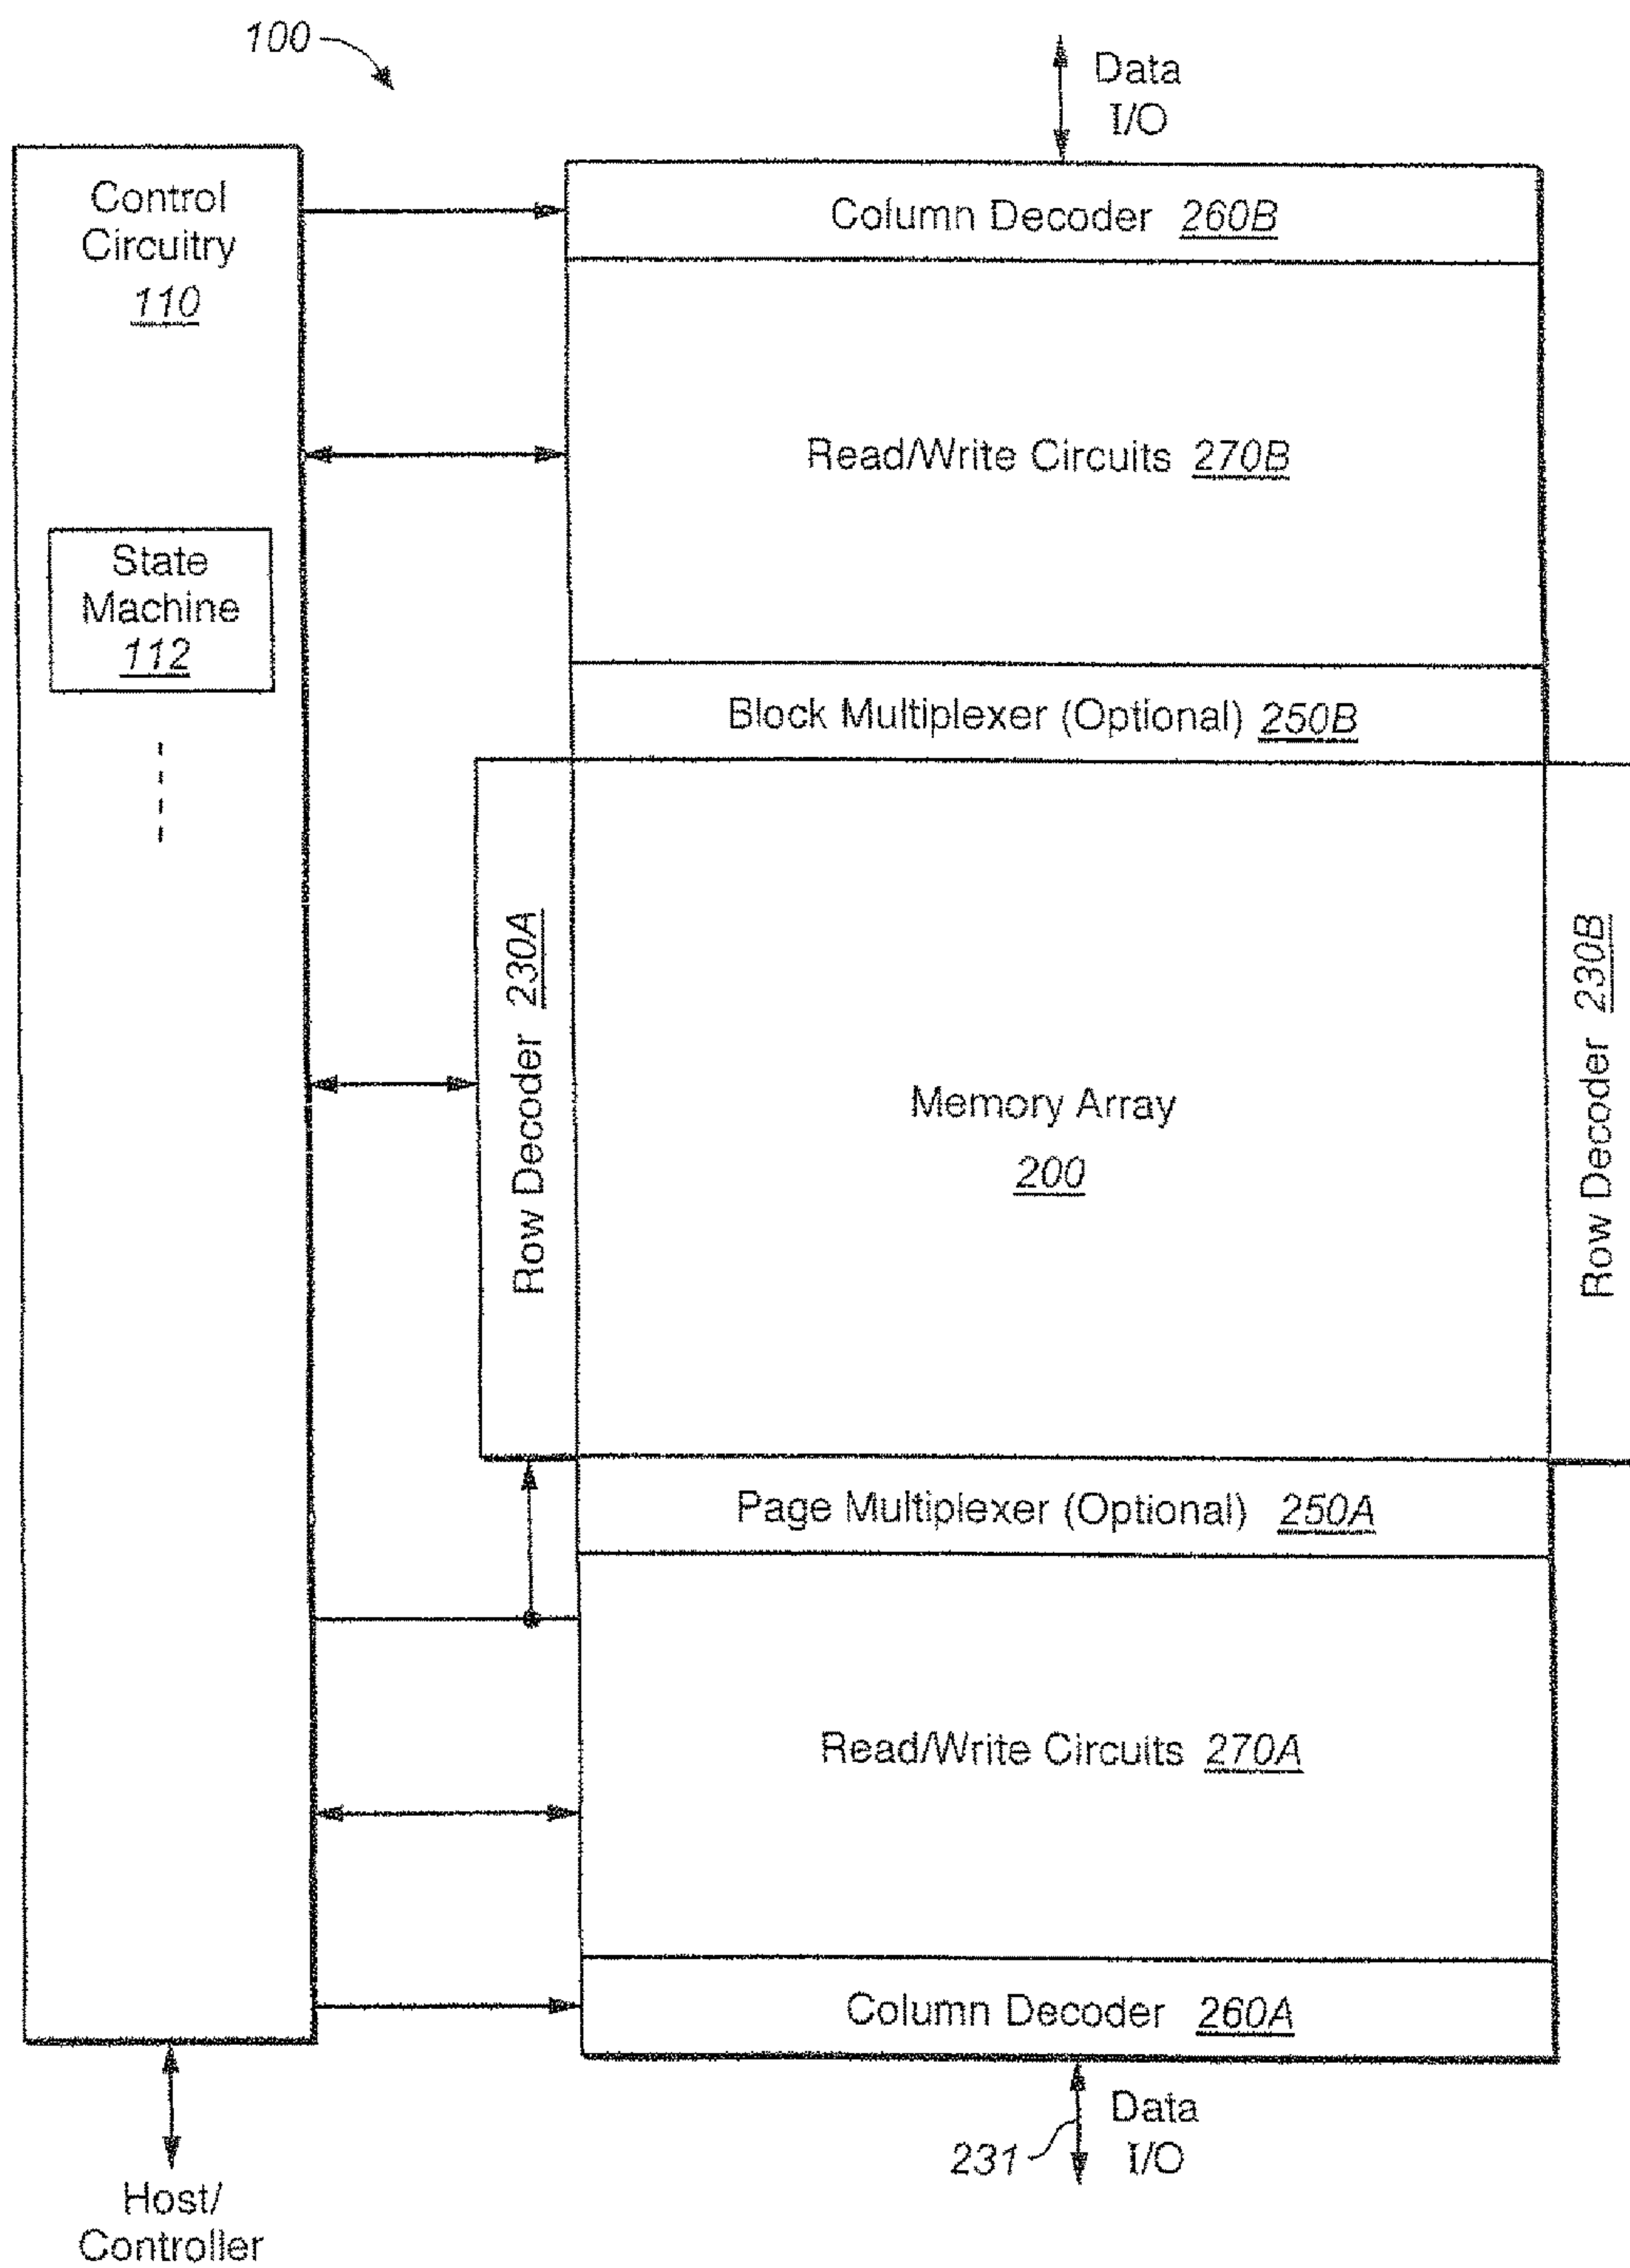 100
Data
I/O
Control
Circuitry
110
Column Decoder 260B
Read/Write Circuits 270B
State
Machine
112
Block Multiplexer (Optional) 250B
Row Decoder 230A
Memory Array
200
Row Decoder 230B
Page Multiplexer (Optional) 250A
Read/Write Circuits 270A
Column Decoder 260A
231
Data
I/O
Host/
Controller